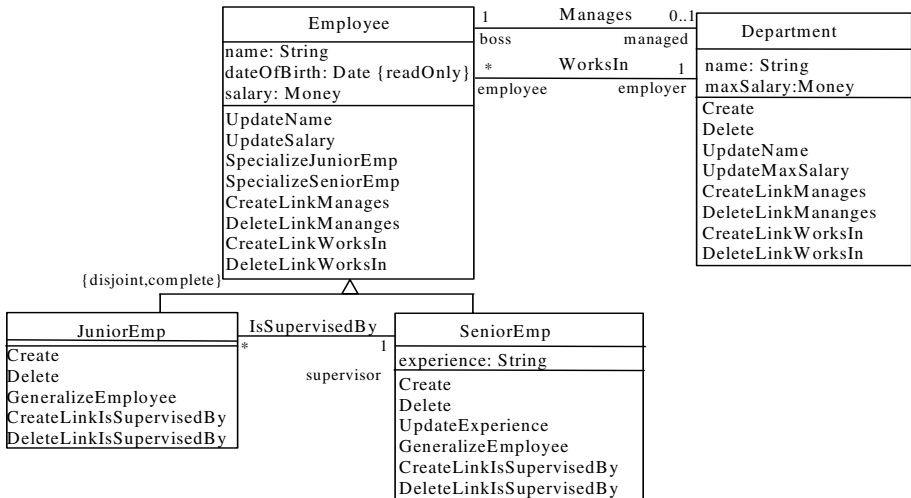 Employee
name: String
dateOfBirth: Date {readOnly}
salary: Money
UpdateName
UpdateSalary
SpecializeJuniorEmp
SpecializeSeniorEmp
CreateLinkManages
DeleteLinkMananges
CreateLinkWorksIn
DeleteLinkWorksIn
1 Manages 0..1
boss managed
* WorksIn 1
employee employer
Department
name: String
maxSalary:Money
Create
Delete
UpdateName
UpdateMaxSalary
CreateLinkManages
DeleteLinkMananges
CreateLinkWorksIn
DeleteLinkWorksIn
{disjoint,complete}
JuniorEmp
Create
Delete
GeneralizeEmployee
CreateLinkIsSupervisedBy
DeleteLinkIsSupervisedBy
IsSupervisedBy
* 1
supervisor
SeniorEmp
experience: String
Create
Delete
UpdateExperience
GeneralizeEmployee
CreateLinkIsSupervisedBy
DeleteLinkIsSupervisedBy